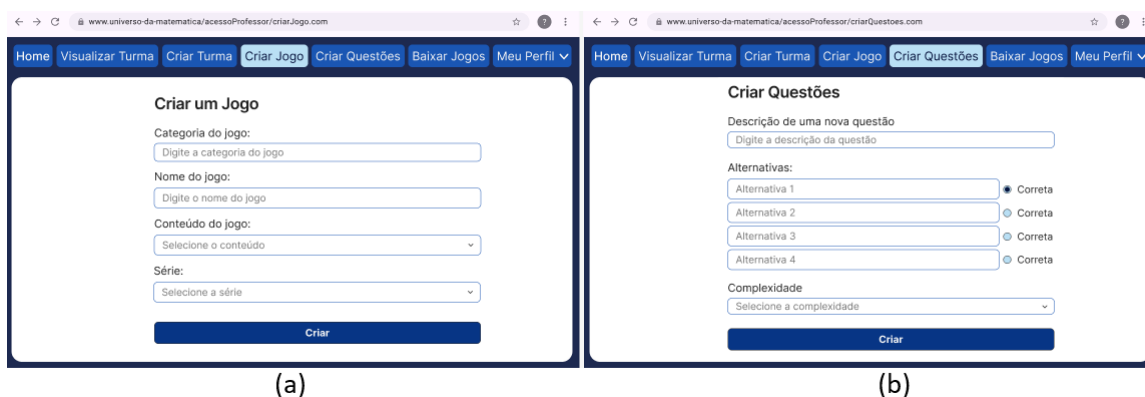 www.universo-da-matematica/acessoProfessor/criarJogo.com
Home Visualizar Turma Criar Turma Criar Jogo Criar Questões Baixar Jogos Meu Perfil
Criar um Jogo
Categoria do jogo:
Digite a categoria do jogo
Nome do jogo:
Digite o nome do jogo
Conteúdo do jogo:
Selecione o conteúdo
Série:
Selecione a série
Criar
(a)
www.universo-da-matematica/acessoProfessor/criarQuestoes.com
Home Visualizar Turma Criar Turma Criar Jogo Criar Questões Baixar Jogos Meu Perfil
Criar Questões
Descrição de uma nova questão
Digite a descrição da questão
Alternativas:
Alternativa 1 Correta
Alternativa 2 Correta
Alternativa 3 Correta
Alternativa 4 Correta
Complexidade
Selecione a complexidade
Criar
(b)